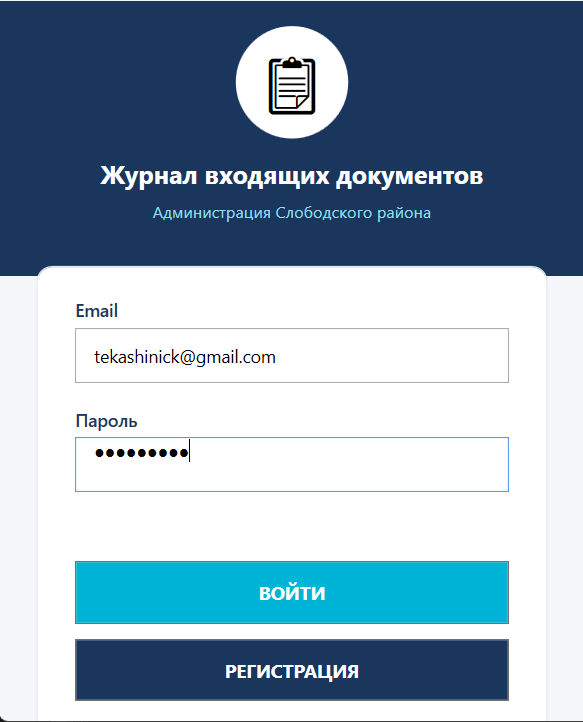 Журнал входящих документов
Администрация Слободского района
Email
tekashinick@gmail.com
Пароль
●●●●●●●●●
ВОЙТИ
РЕГИСТРАЦИЯ